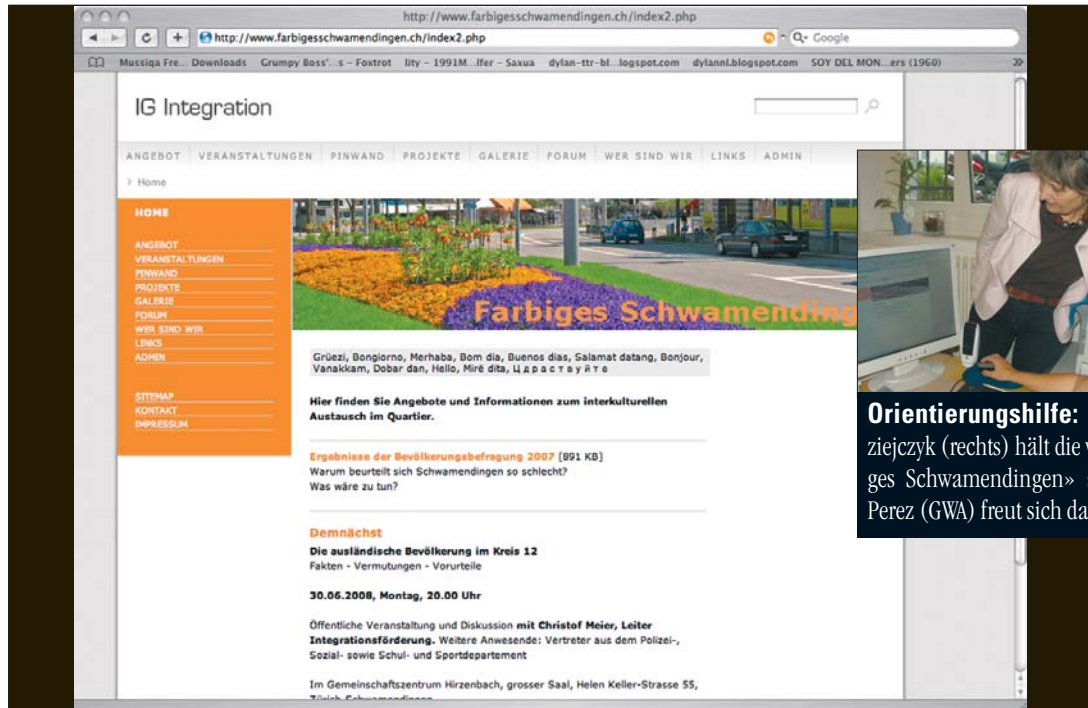 http://www.farbigesschwamendingen.ch/index2.php
http://www.farbigesschwamendingen.ch/index2.php
Google
Mussiqa Fre... Downloads Grumpy Boss'...s – Foxtrot lity – 1991M...lfer – Saxua dylan-ttr-bl...logspot.com dylannl.blogspot.com SOY DEL MON...ers (1960)
IG Integration
ANGEBOT VERANSTALTUNGEN PINWAND PROJEKTE GALERIE FORUM WER SIND WIR LINKS ADMIN
Home
HOME
ANGEBOT
VERANSTALTUNGEN
PINWAND
PROJEKTE
GALERIE
FORUM
WER SIND WIR
LINKS
ADMIN
SITEMAP
KONTAKT
IMPRESSUM
Farbiges Schwamending
Grüezi, Bongiorno, Merhaba, Bom dia, Buenos dias, Salamat datang, Bonjour,
Vanakkam, Dobar dan, Hello, Mirë dita, Цдраствуйте
Hier finden Sie Angebote und Informationen zum interkulturellen
Austausch im Quartier.
Ergebnisse der Bevölkerungsbefragung 2007 [891 KB]
Warum beurteilt sich Schwamendingen so schlecht?
Was wäre zu tun?
Demnächst
Die ausländische Bevölkerung im Kreis 12
Fakten - Vermutungen - Vorurteile
30.06.2008, Montag, 20.00 Uhr
Öffentliche Veranstaltung und Diskussion mit Christof Meier, Leiter
Integrationsförderung. Weitere Anwesende: Vertreter aus dem Polizei-,
Sozial- sowie Schul- und Sportdepartement
Im Gemeinschaftszentrum Hirzenbach, grosser Saal, Helen Keller-Strasse 55,
Zürich-Schwamendingen
Orientierungshilfe:
ziejczyk (rechts) hält die
ges Schwamendingen»
Perez (GWA) freut sich da